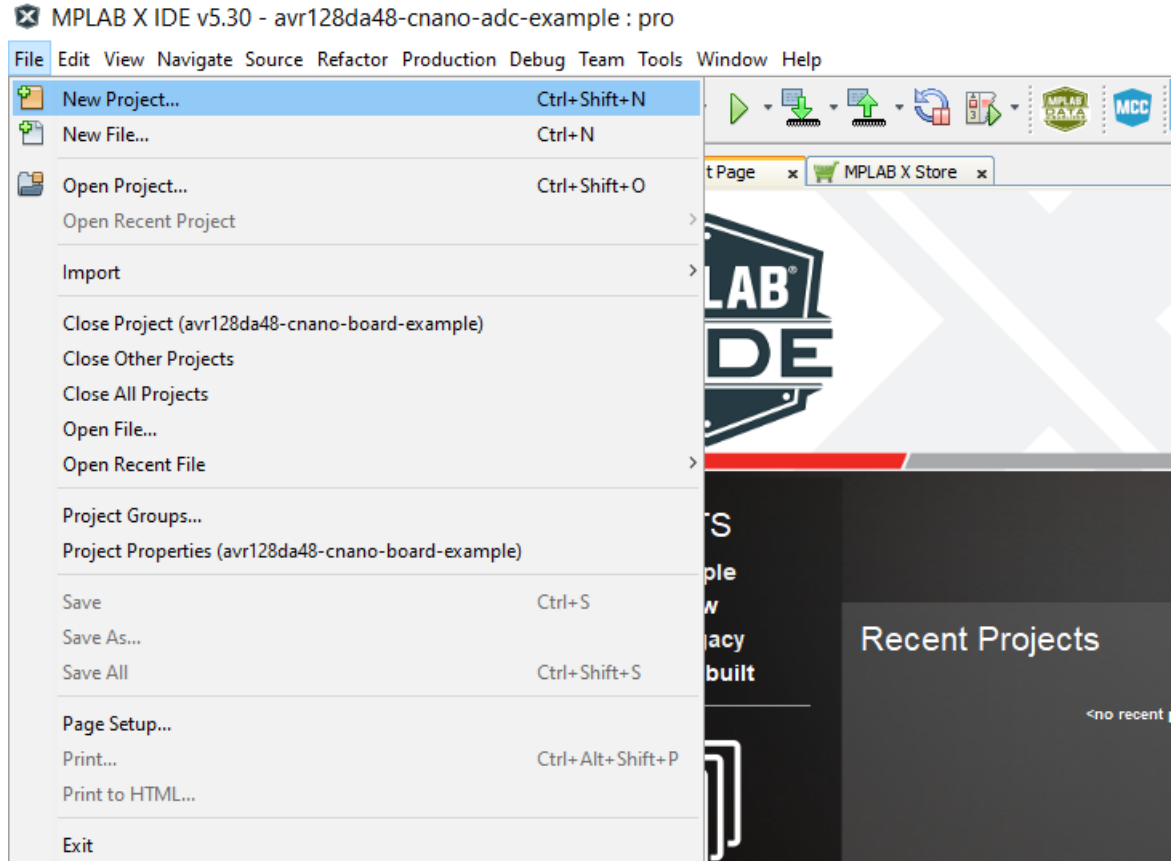 MPLAB X IDE v5.30 - avr128da48-cnano-adc-example : pro
File Edit View Navigate Source Refactor Production Debug Team Tools Window Help
New Project... Ctrl+Shift+N
New File... Ctrl+N
Open Project... Ctrl+Shift+O
Open Recent Project
Import
Close Project (avr128da48-cnano-board-example)
Close Other Projects
Close All Projects
Open File...
Open Recent File
Project Groups...
Project Properties (avr128da48-cnano-board-example)
Save Ctrl+S
Save As...
Save All Ctrl+Shift+S
Page Setup...
Print... Ctrl+Alt+Shift+P
Print to HTML...
Exit
MPLAB DATA
MCC
t Page x MPLAB X Store x
LAB®
DE
TS
ple
w
gacy
built
Recent Projects
<no recent p